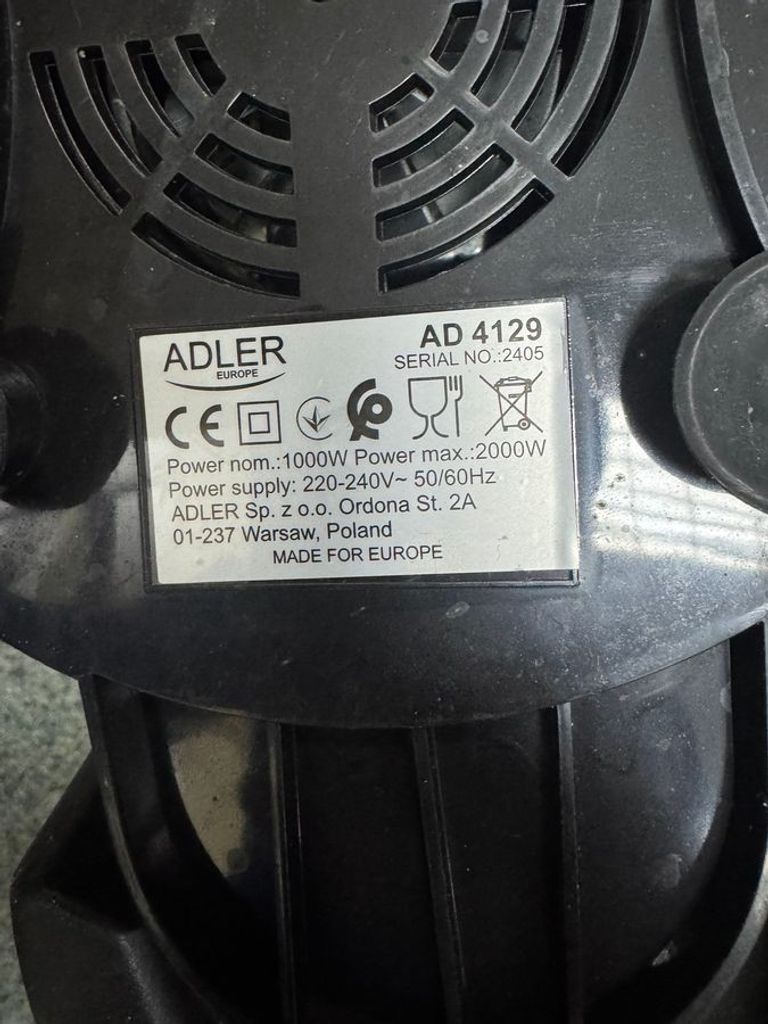 ADLER
EUROPE
AD 4129
SERIAL NO.:2405
CE
Power nom.:1000W Power max.:2000W
Power supply: 220-240V~ 50/60Hz
ADLER Sp. z o.o. Ordona St. 2A
01-237 Warsaw, Poland
MADE FOR EUROPE